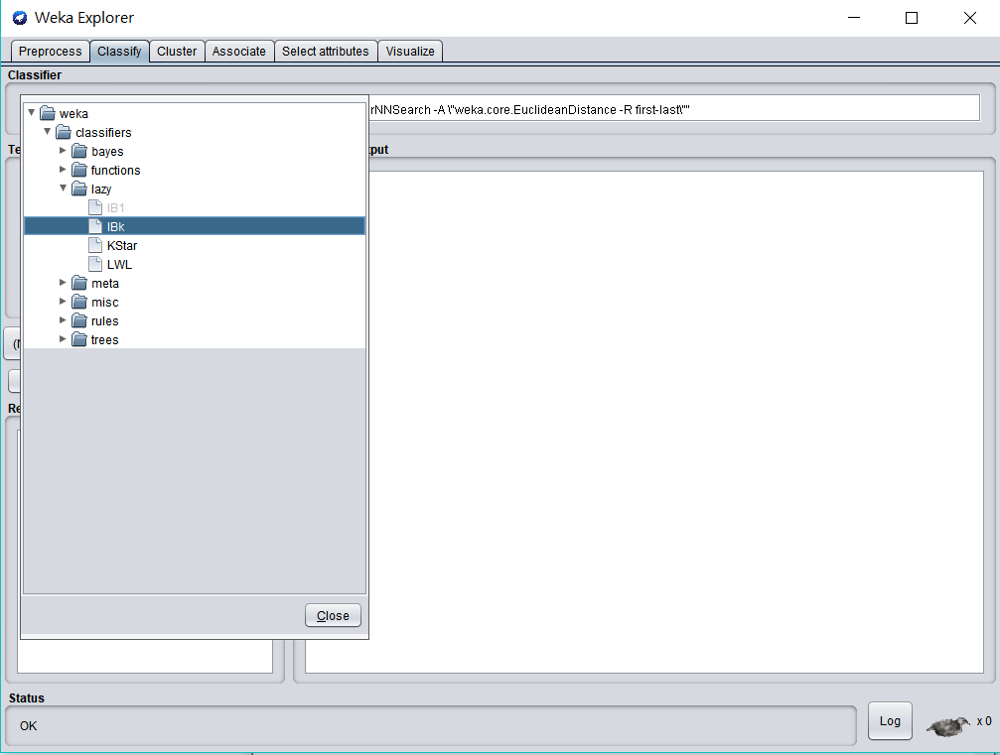 Weka Explorer
Preprocess Classify Cluster Associate Select attributes Visualize
Classifier
rNNSearch -A \"weka.core.EuclideanDistance -R first-last\""
weka
classifiers
bayes
functions
lazy
IB1
IBk
KStar
LWL
meta
misc
rules
trees
Close
Te
put
(N
Re
Status
OK
Log
x 0